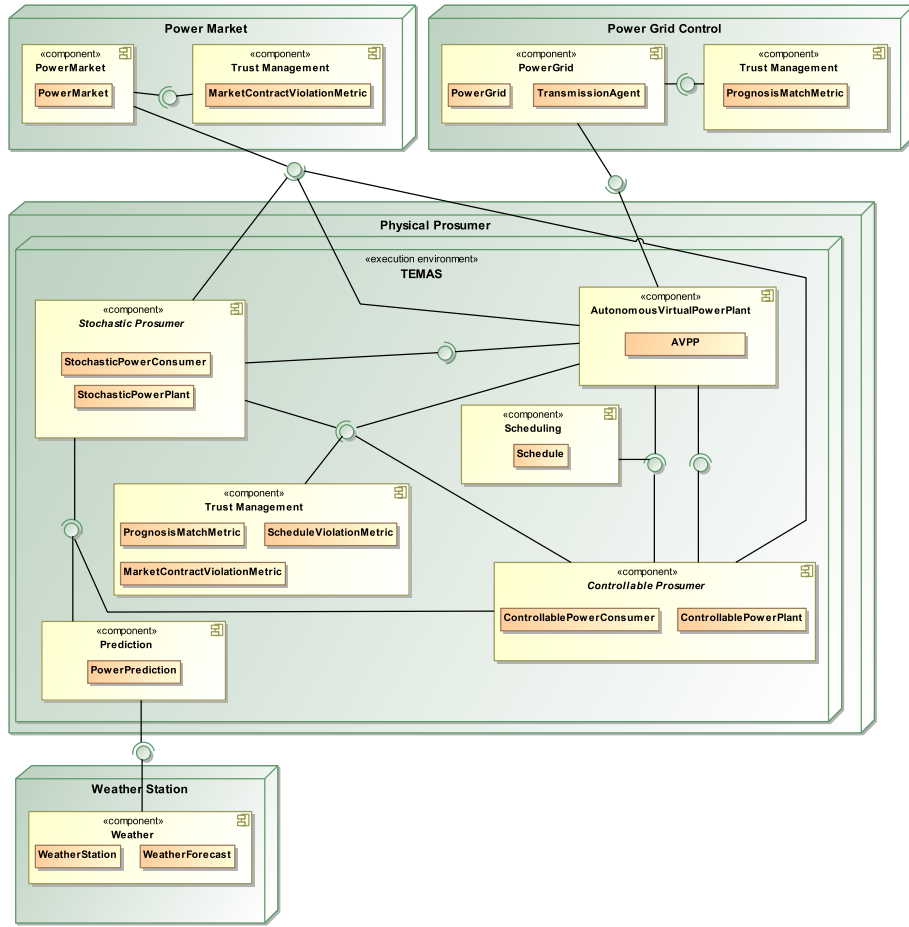 Power Market
«component»
PowerMarket
PowerMarket
«component»
Trust Management
MarketContractViolationMetric
Power Grid Control
«component»
PowerGrid
PowerGrid
TransmissionAgent
«component»
Trust Management
PrognosisMatchMetric
Physical Prosumer
«execution environment»
TEMAS
«component»
Stochastic Prosumer
StochasticPowerConsumer
StochasticPowerPlant
«component»
AutonomousVirtualPowerPlant
AVPP
«component»
Scheduling
Schedule
«component»
Trust Management
PrognosisMatchMetric
ScheduleViolationMetric
MarketContractViolationMetric
«component»
Controllable Prosumer
ControllablePowerConsumer
ControllablePowerPlant
«component»
Prediction
PowerPrediction
Weather Station
«component»
Weather
WeatherStation
WeatherForecast